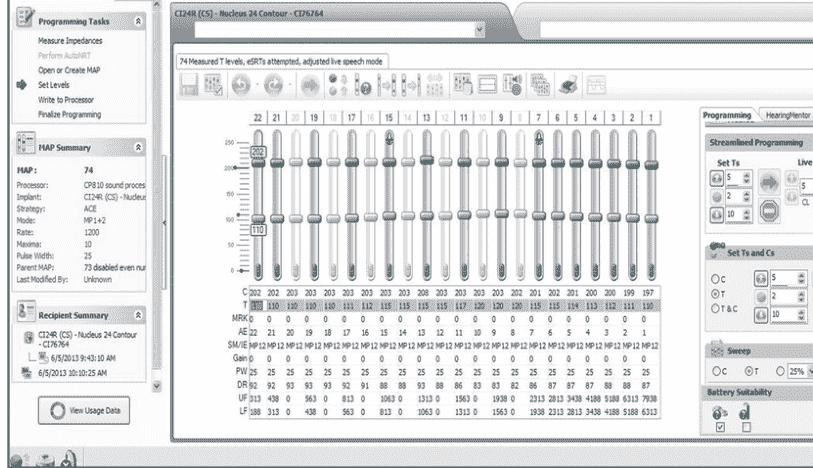 CI24R (CS) - Nucleus 24 Contour - CI76764
Programming Tasks
Measure Impedances
Perform AutoNRT
Open or Create MAP
Set Levels
Write to Processor
Finalize Programming
MAP Summary
MAP : 74
Processor: CP810 sound proces
Implant: CI24R (CS) - Nucleus
Strategy: ACE
Mode: MP1+2
Rate: 1200
Maxima: 10
Pulse Width: 25
Parent MAP: 73 disabled even nur
Last Modified By: Unknown
Recipient Summary
CI24R (CS) - Nucleus 24 Contour
- CI76764
6/5/2013 9:43:10 AM
6/5/2013 10:10:25 AM
View Usage Data
74 Measured T levels, eSRTs attempted, adjusted live speech mode
22 21 20 19 18 17 16 15 14 13 12 11 10 9 8 7 6 5 4 3 2 1
250
200
150
100
50
0
202
110
C 202 202 203 203 203 203 203 203 203 208 203 203 203 203 202 201 202 201 200 200 199 197
T 110 110 110 110 111 112 115 115 115 115 117 120 120 120 117 115 115 114 113 112 111 110
MRK 0 0 0 0 0 0 0 0 0 0 0 0 0 0 0 0 0 0 0 0 0 0
AE 22 21 20 19 18 17 16 15 14 13 12 11 10 9 8 7 6 5 4 3 2 1
SM/IE MP12 MP12 MP12 MP12 MP12 MP12 MP12 MP12 MP12 MP12 MP12 MP12 MP12 MP12 MP12 MP12 MP12 MP12 MP12 MP12 MP12 MP12
Gain 0 0 0 0 0 0 0 0 0 0 0 0 0 0 0 0 0 0 0 0 0 0
PW 25 25 25 25 25 25 25 25 25 25 25 25 25 25 25 25 25 25 25 25 25 25
DR 92 92 93 93 93 92 91 88 88 93 88 86 83 83 82 86 87 87 87 88 88 87
UF 313 438 0 563 0 813 0 1063 0 1313 0 1563 0 1938 0 2313 2813 3438 4188 5188 6313 7938
LF 188 313 0 438 0 563 0 813 0 1063 0 1313 0 1563 0 1938 2313 2813 3438 4188 5188 6313
Programming HearingMentor
Streamlined Programming
Set Ts Live
5
2
10
5
CL
Set Ts and Cs
C
T
T & C
5
2
10
Sweep
C T 25%
Battery Suitability